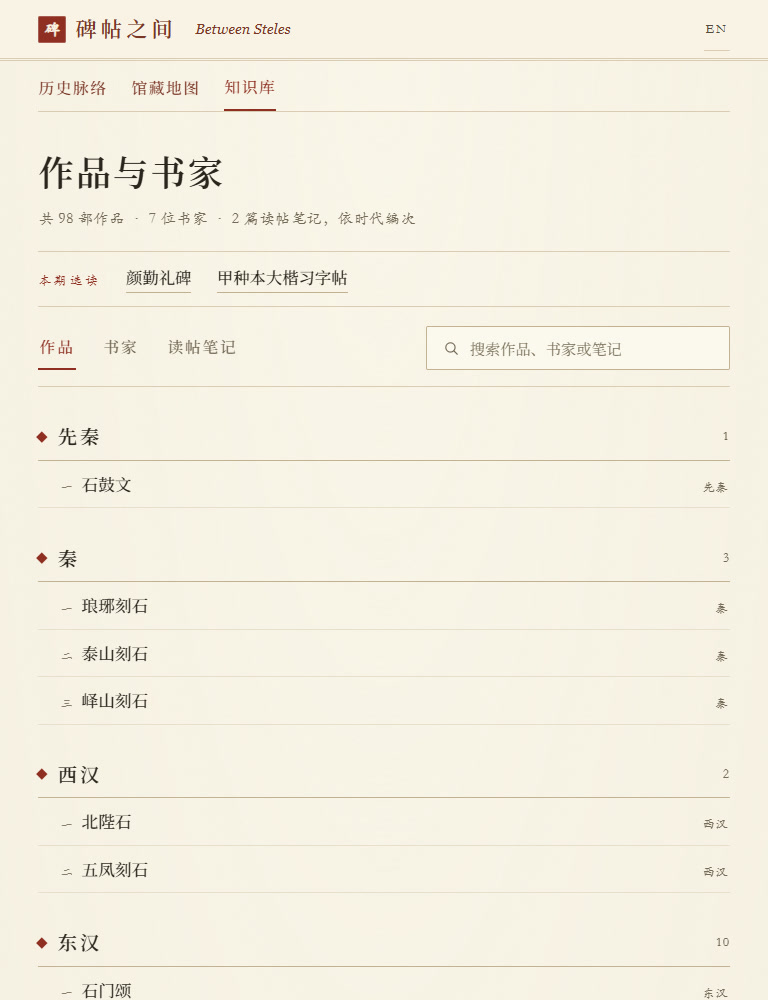 碑 碑帖之间 Between Steles EN
历史脉络 馆藏地图 知识库
作品与书家
共 98 部作品 · 7 位书家 · 2 篇读帖笔记，依时代编次
本期选读 颜勤礼碑 甲种本大楷习字帖
作品 书家 读帖笔记 搜索作品、书家或笔记
先秦 1
一 石鼓文 先秦
秦 3
一 琅琊刻石 秦
二 泰山刻石 秦
三 峄山刻石 秦
西汉 2
一 北陛石 西汉
二 五凤刻石 西汉
东汉 10
一 石门颂 东汉